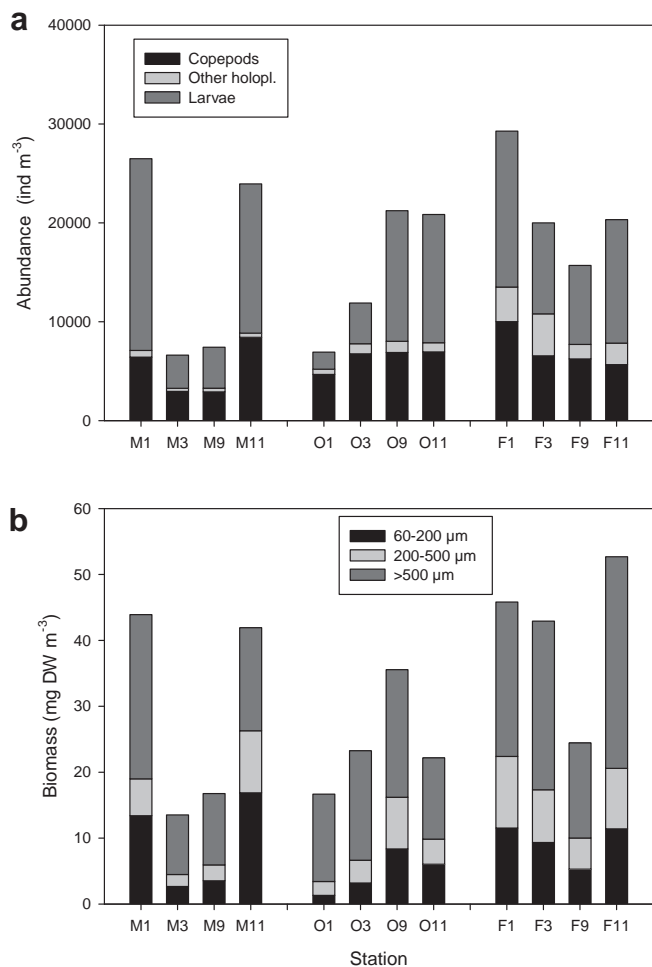 a
40000
30000
20000
10000
0
Abundance (ind m-3)
Copepods
Other holopl.
Larvae
M1 M3 M9 M11 O1 O3 O9 O11 F1 F3 F9 F11
b
60
50
40
30
20
10
0
Biomass (mg DW m-3)
60-200 µm
200-500 µm
>500 µm
M1 M3 M9 M11 O1 O3 O9 O11 F1 F3 F9 F11
Station